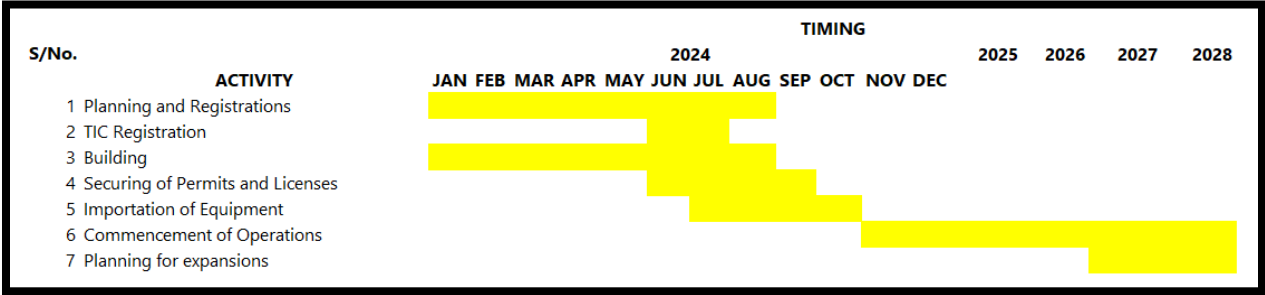 TIMING
S/No. 2024 2025 2026 2027 2028
ACTIVITY JAN FEB MAR APR MAY JUN JUL AUG SEP OCT NOV DEC
1 Planning and Registrations
2 TIC Registration
3 Building
4 Securing of Permits and Licenses
5 Importation of Equipment
6 Commencement of Operations
7 Planning for expansions